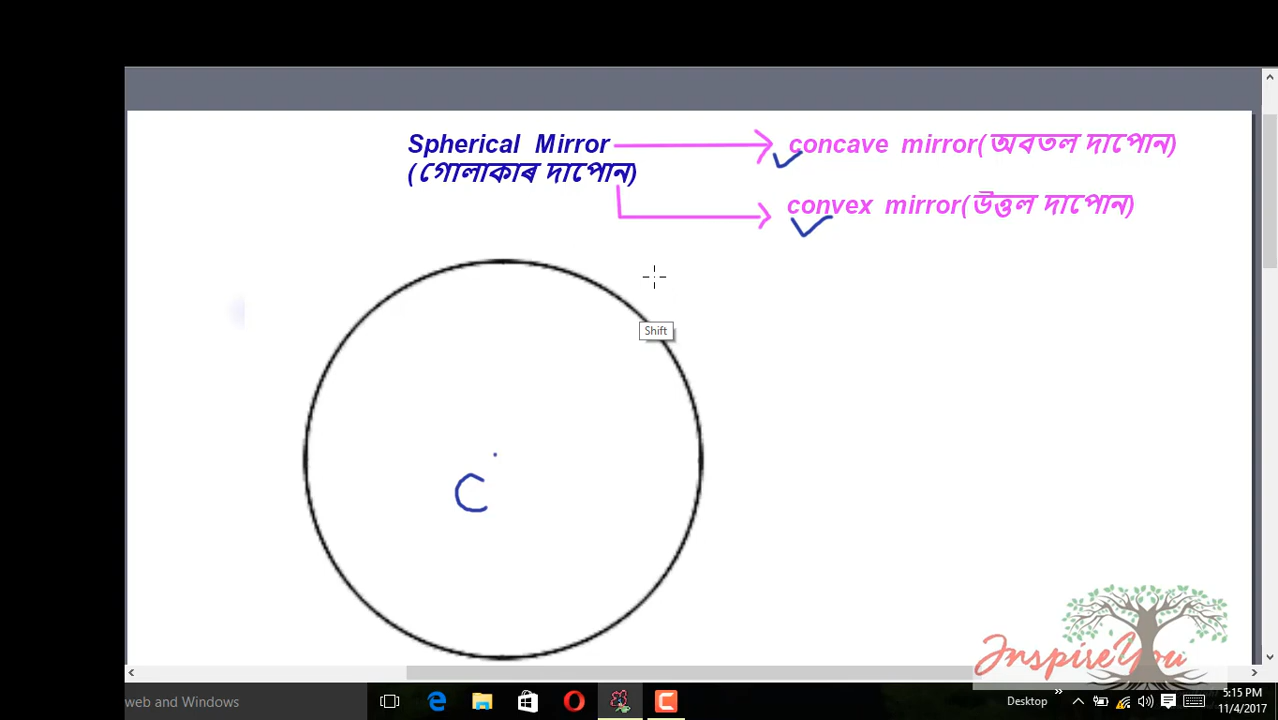 Spherical Mirror
(গোলাকাৰ দাপোন)
concave mirror(অবতল দাপোন)
convex mirror(উত্তল দাপোন)
Shift
C
InspireYou
web and Windows
Desktop
5:15 PM
11/4/2017